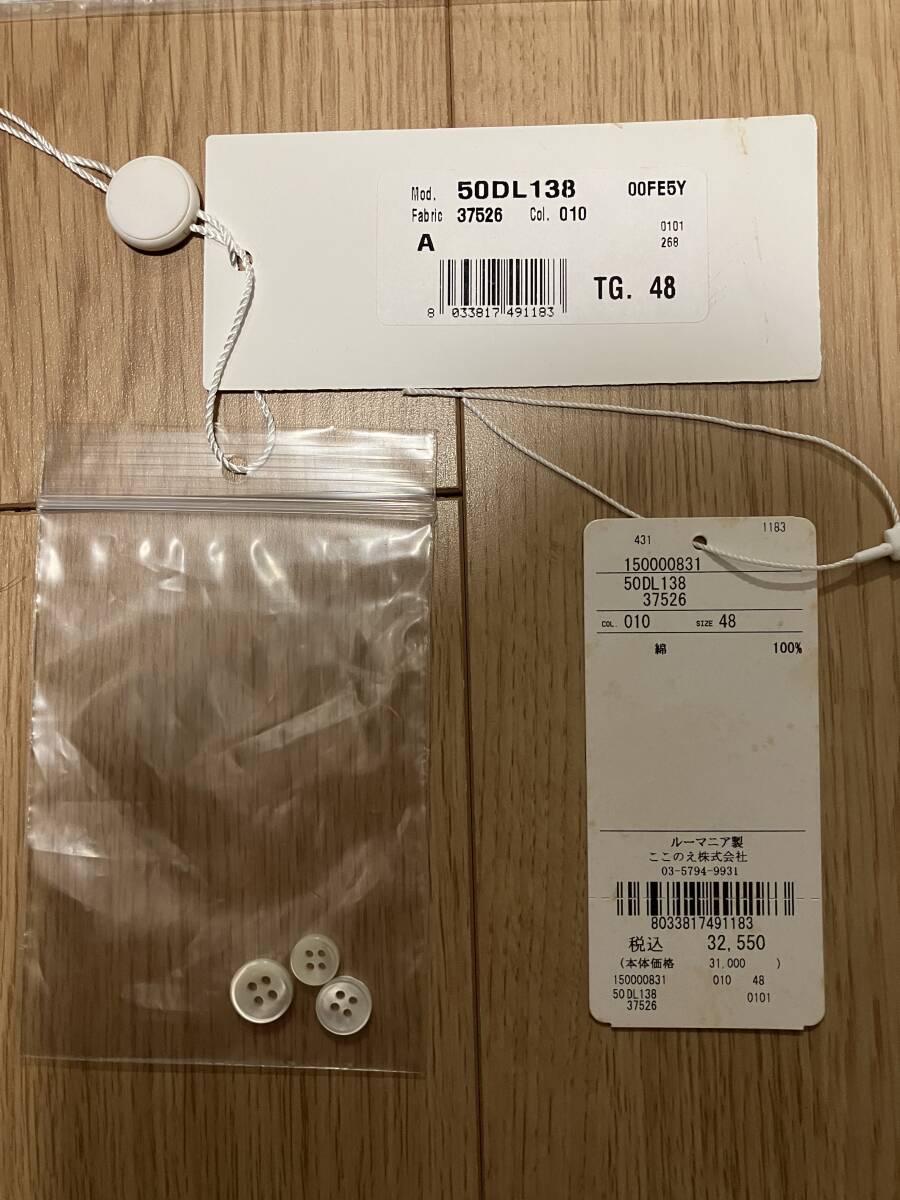 Mod. 50DL138 00FE5Y
Fabric 37526 Col. 010
A 0101
268
TG. 48
8 033817 491183
431 1183
150000831
50DL138
37526
COL. 010 SIZE 48
綿 100%
ルーマニア製
ここのえ株式会社
03-5794-9931
8033817491183
税込 32,550
(本体価格 31,000 )
150000831 010 48
50DL138 0101
37526